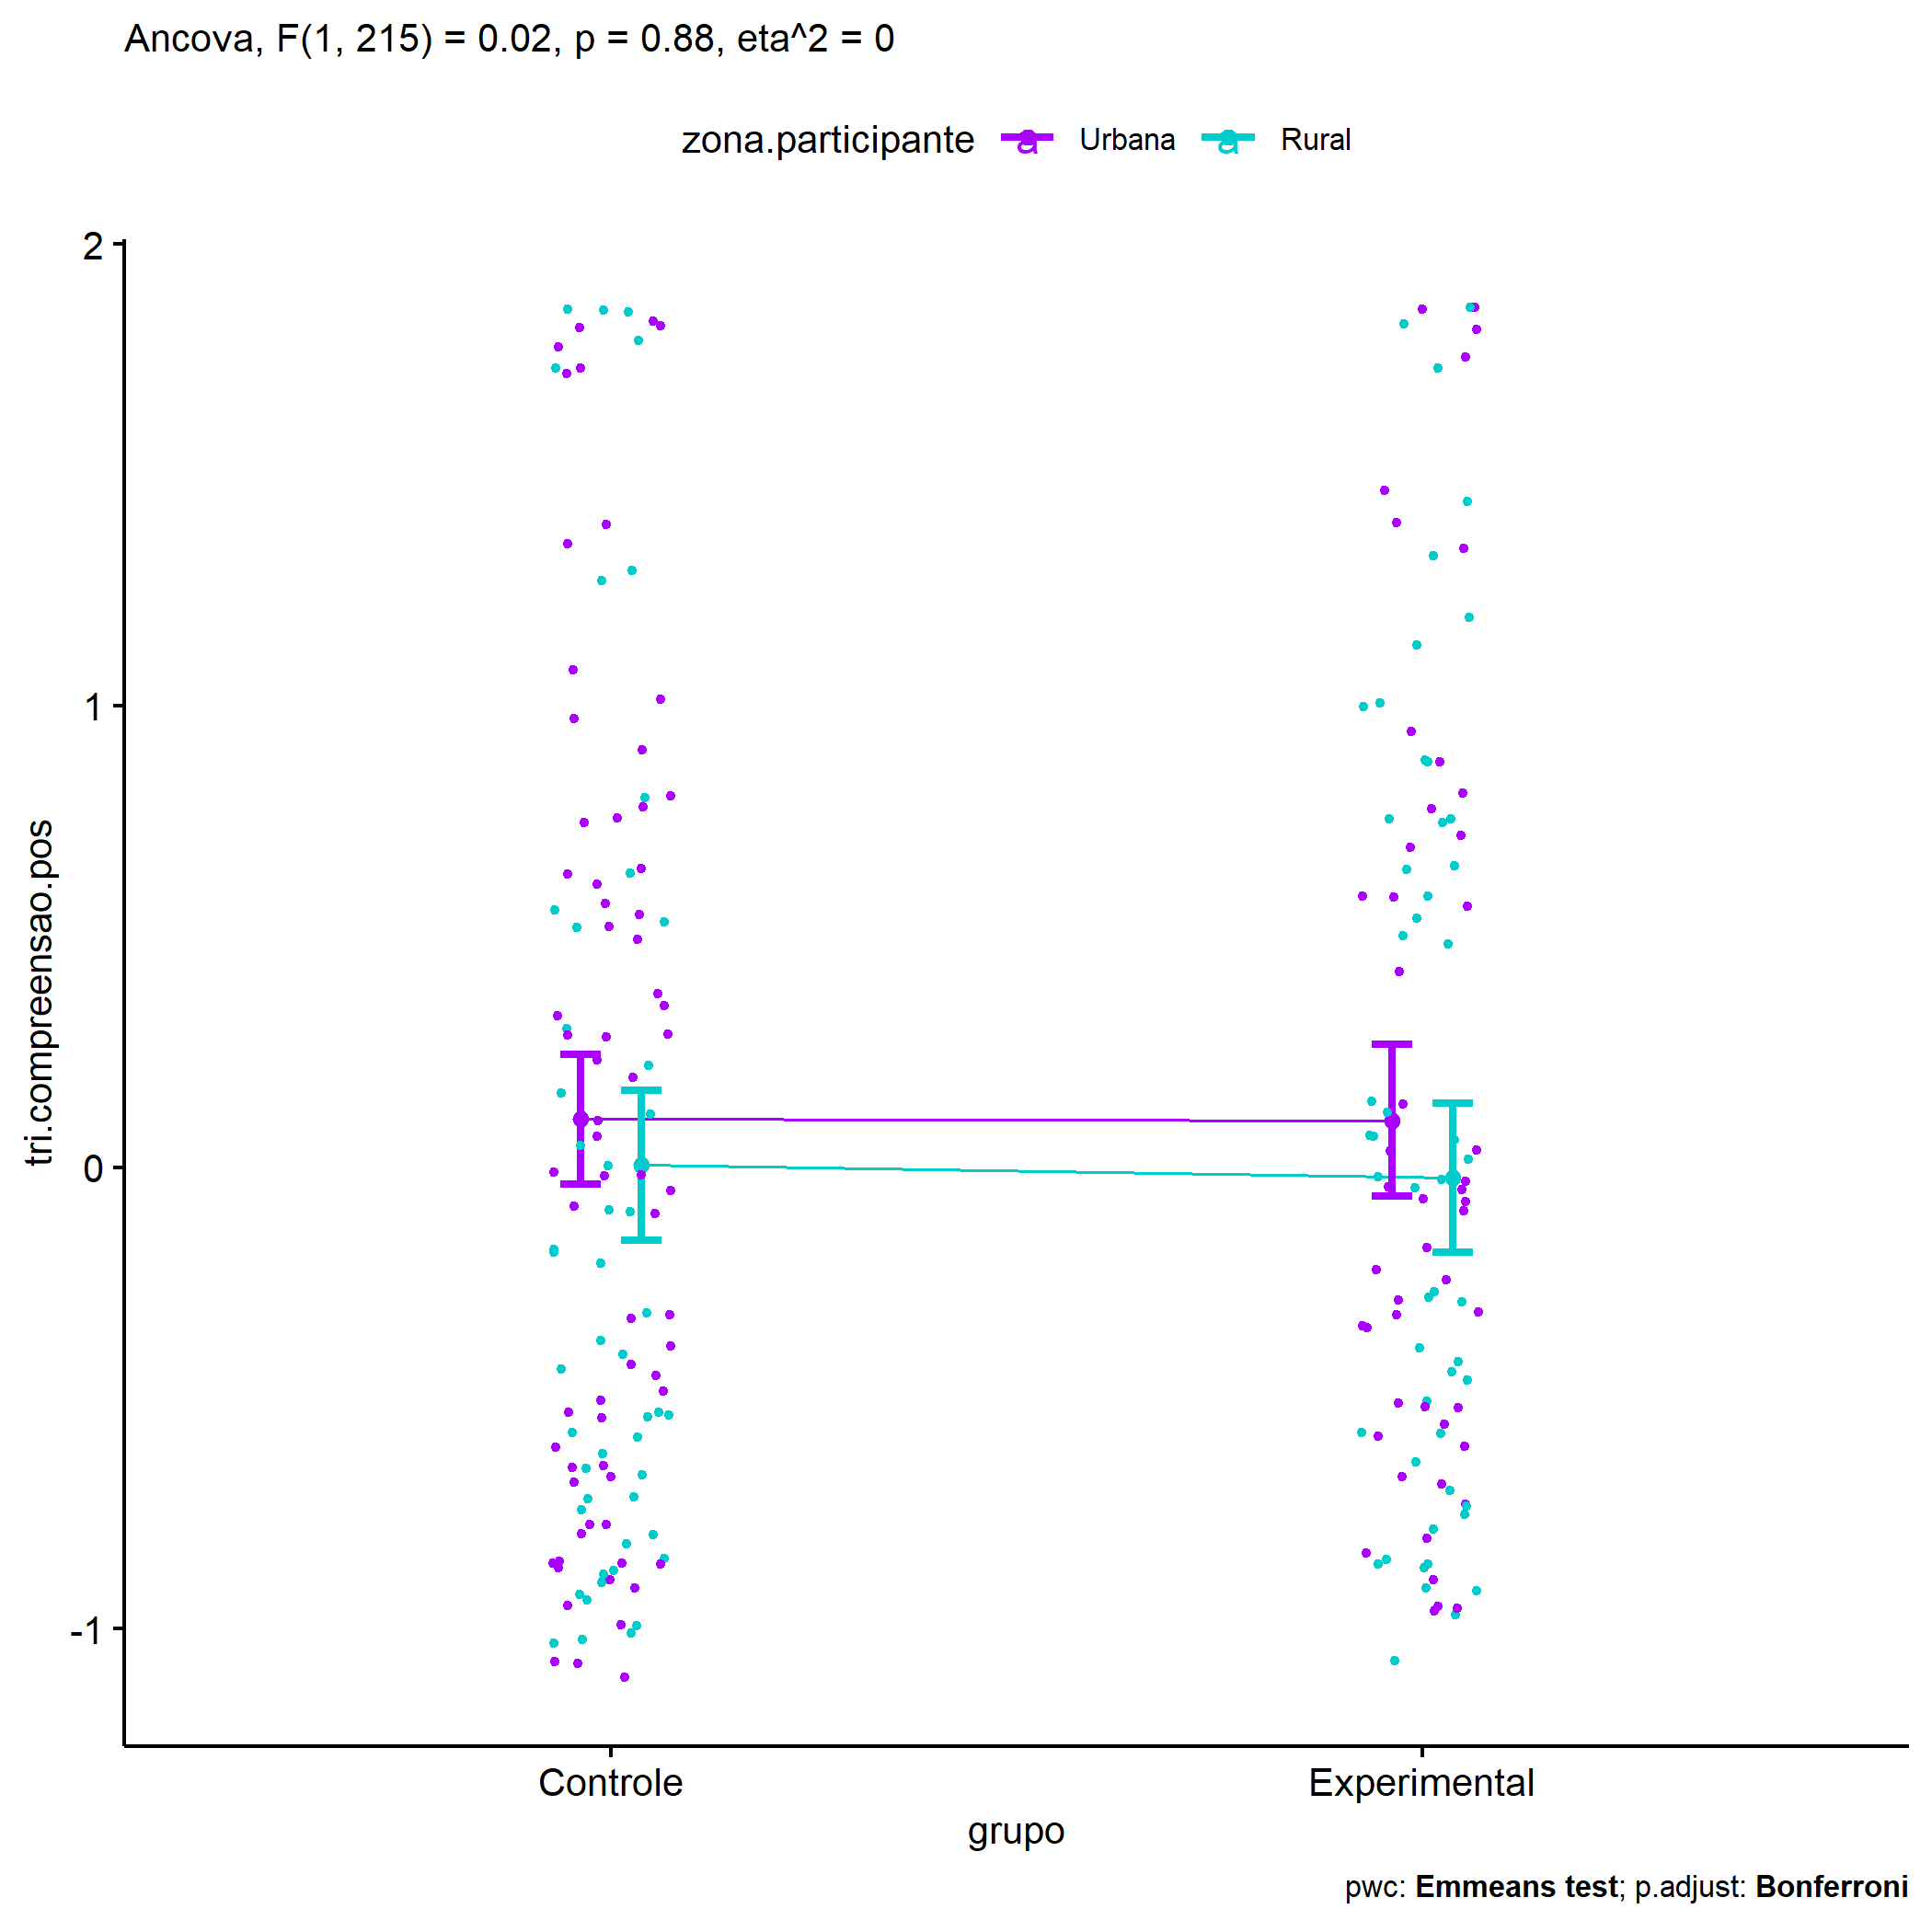 Ancova, F(1, 215) = 0.02, p = 0.88, eta^2 = 0
zona.participante a Urbana a Rural
tri.compreensao.pos
2
1
0
-1
Controle Experimental
grupo
pwc: Emmeans test; p.adjust: Bonferroni